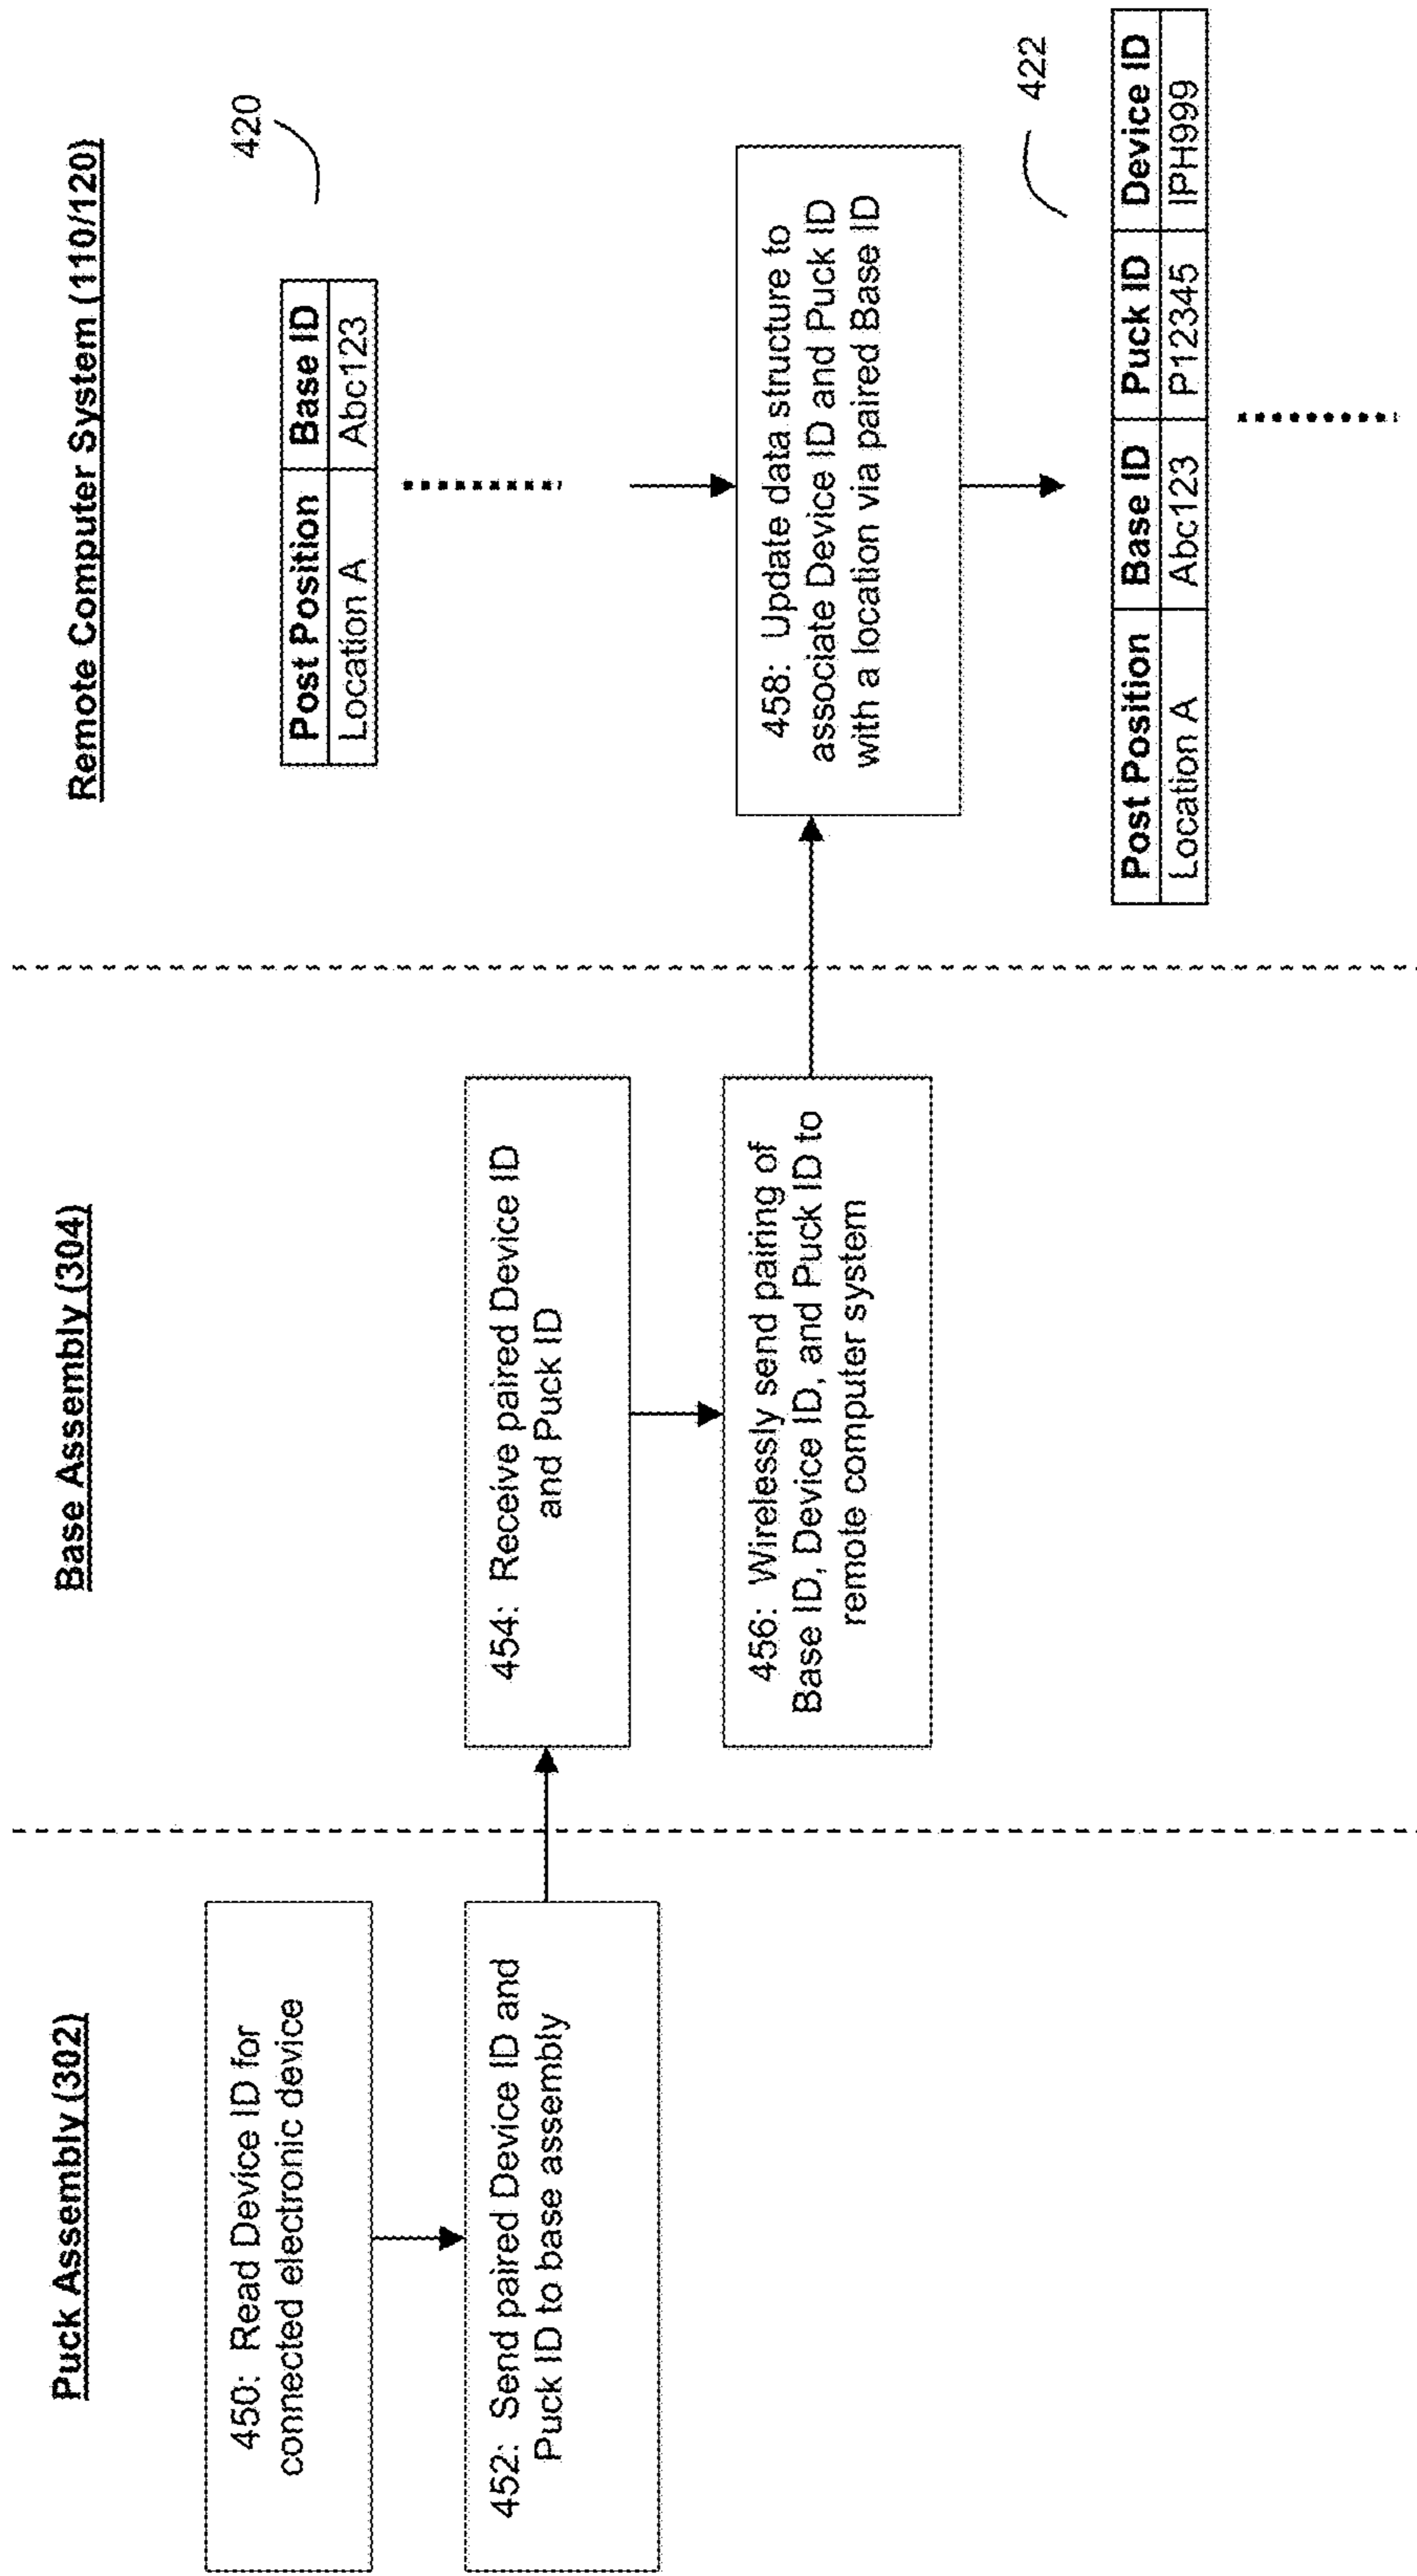 Puck Assembly (302)
450: Read Device ID for
connected electronic device
452: Send paired Device ID and
Puck ID to base assembly
Base Assembly (304)
454: Receive paired Device ID
and Puck ID
456: Wirelessly send pairing of
Base ID, Device ID, and Puck ID to
remote computer system
Remote Computer System (110/120)
420
Post Position Base ID
Location A Abc123
458: Update data structure to
associate Device ID and Puck ID
with a location via paired Base ID
422
Post Position Base ID Puck ID Device ID
Location A Abc123 P12345 IPH999